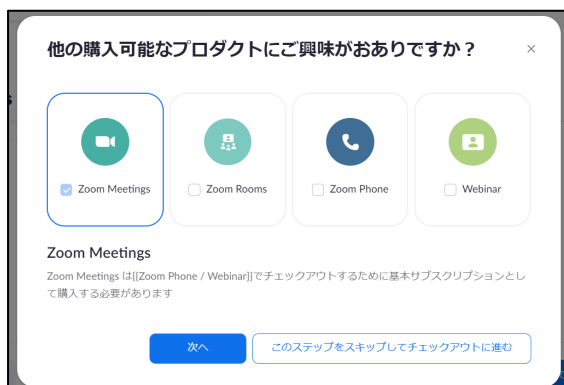 他の購入可能なプロダクトにご興味がおありですか？
Zoom Meetings
Zoom Rooms
Zoom Phone
Webinar
Zoom Meetings
Zoom Meetings は[[Zoom Phone / Webinar]]でチェックアウトするために基本サブスクリプションとし
て購入する必要があります
次へ
このステップをスキップしてチェックアウトに進む